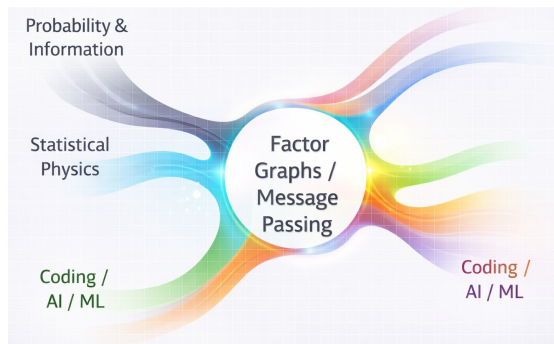 Probability &
Information
Statistical
Physics
Factor
Graphs /
Message
Passing
Coding /
AI / ML
Coding /
AI / ML